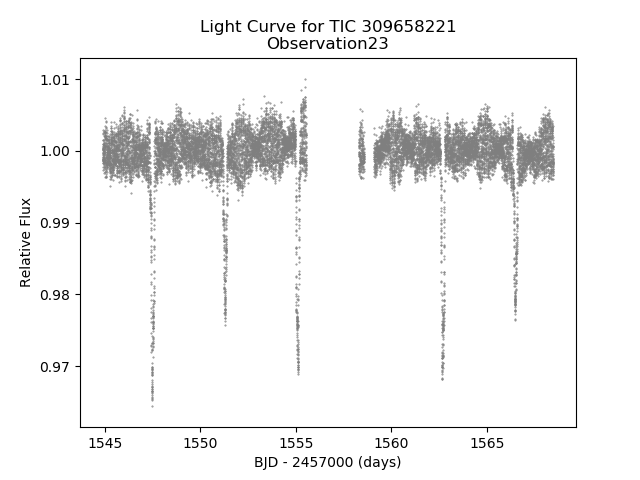 Light Curve for TIC 309658221
Observation23
1.01
1.00
0.99
0.98
0.97
Relative Flux
1545
1550
1555
1560
1565
BJD - 2457000 (days)